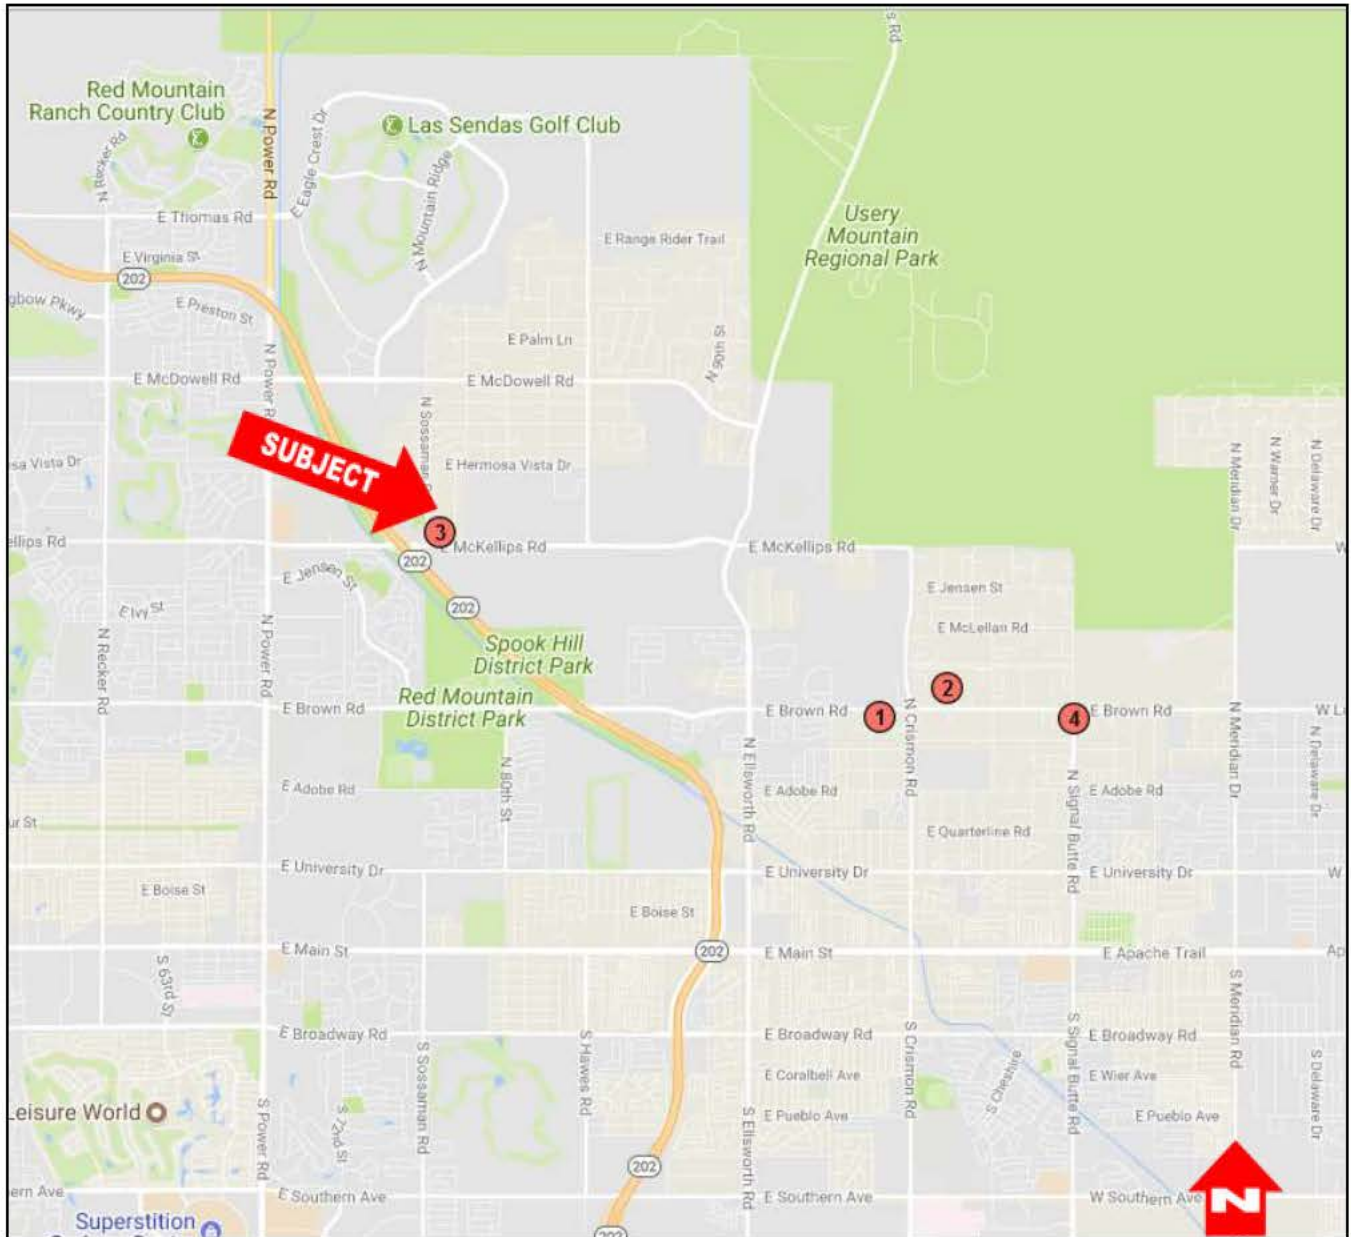 s Rd
Red Mountain
Ranch Country Club
Las Sendas Golf Club
N Power Rd
N Recker Rd
E Eagle Crest Dr
N Mountain Ridge
E Thomas Rd
Usery
Mountain
Regional Park
E Range Rider Trail
E Virginia St
202
gbow Pkwy
E Preston St
E Palm Ln
N 90th St
N Power R
E McDowell Rd
E McDowell Rd
N Sossaman R
SUBJECT
sa Vista Dr
E Hermosa Vista Dr
N Meridian Dr
N Warner Dr
N Delaware Dr
3
ellips Rd
E McKellips Rd
E McKellips Rd
W
202
E Jensen St
E Jensen St
E Ivy St
202
N Recker Rd
N Power Rd
E McLellan Rd
Spook Hill
District Park
Red Mountain
District Park
2
E Brown Rd
E Brown Rd
1
N Crismon Rd
4
E Brown Rd
N Meridian Dr
W L
N Delaware Dr
N Ellsworth Rd
N 80th St
E Adobe Rd
E Adobe Rd
N Signal Butte Rd
E Adobe Rd
ur St
E Quarterline Rd
E University Dr
E University Dr
E University Dr
W
E Boise St
E Boise St
E Main St
202
E Main St
E Apache Trail
Ap
S 63rd St
S Meridian Rd
E Broadway Rd
E Broadway Rd
E Broadway Rd
S Sossaman Rd
S Hawes Rd
S Crismon Rd
S Signal Butte Rd
S Cheshire
S Delaware Dr
E Coralbell Ave
E Wier Ave
Leisure World
S Power Rd
S 72nd St
S Ellsworth Rd
E Pueblo Ave
E Pueblo Ave
202
ern Ave
E Southern Ave
E Southern Ave
W Southern Ave
N
Superstition
202